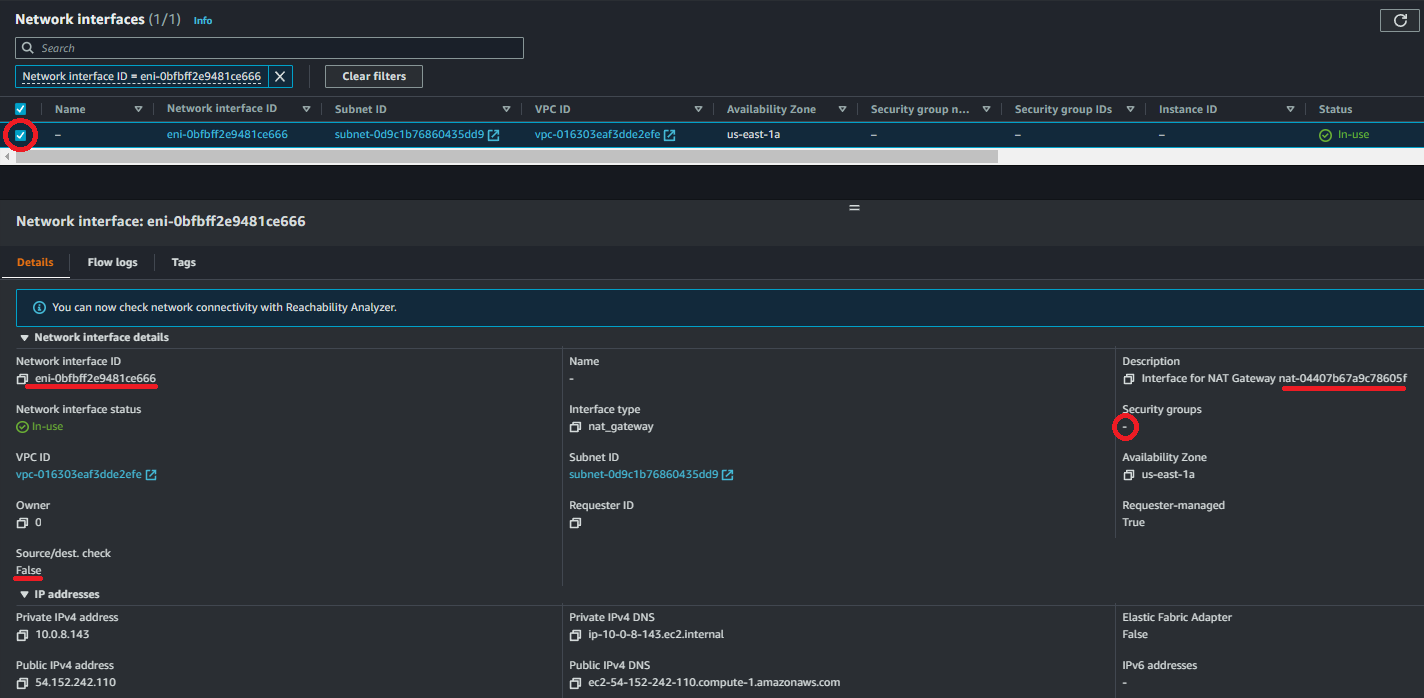 Network interfaces (1/1) Info
Search
Network interface ID = eni-0bfbff2e9481ce666 Clear filters
Name Network interface ID Subnet ID VPC ID Availability Zone Security group n... Security group IDs Instance ID Status
– eni-0bfbff2e9481ce666 subnet-0d9c1b76860435dd9 vpc-016303eaf3dde2efe us-east-1a – – – In-use
Network interface: eni-0bfbff2e9481ce666
Details Flow logs Tags
You can now check network connectivity with Reachability Analyzer.
Network interface details
Network interface ID Name Description
eni-0bfbff2e9481ce666 - Interface for NAT Gateway nat-04407b67a9c78605f
Network interface status Interface type Security groups
In-use nat_gateway -
VPC ID Subnet ID Availability Zone
vpc-016303eaf3dde2efe subnet-0d9c1b76860435dd9 us-east-1a
Owner Requester ID Requester-managed
0 True
Source/dest. check
False
IP addresses
Private IPv4 address Private IPv4 DNS Elastic Fabric Adapter
10.0.8.143 ip-10-0-8-143.ec2.internal False
Public IPv4 address Public IPv4 DNS IPv6 addresses
54.152.242.110 ec2-54-152-242-110.compute-1.amazonaws.com -